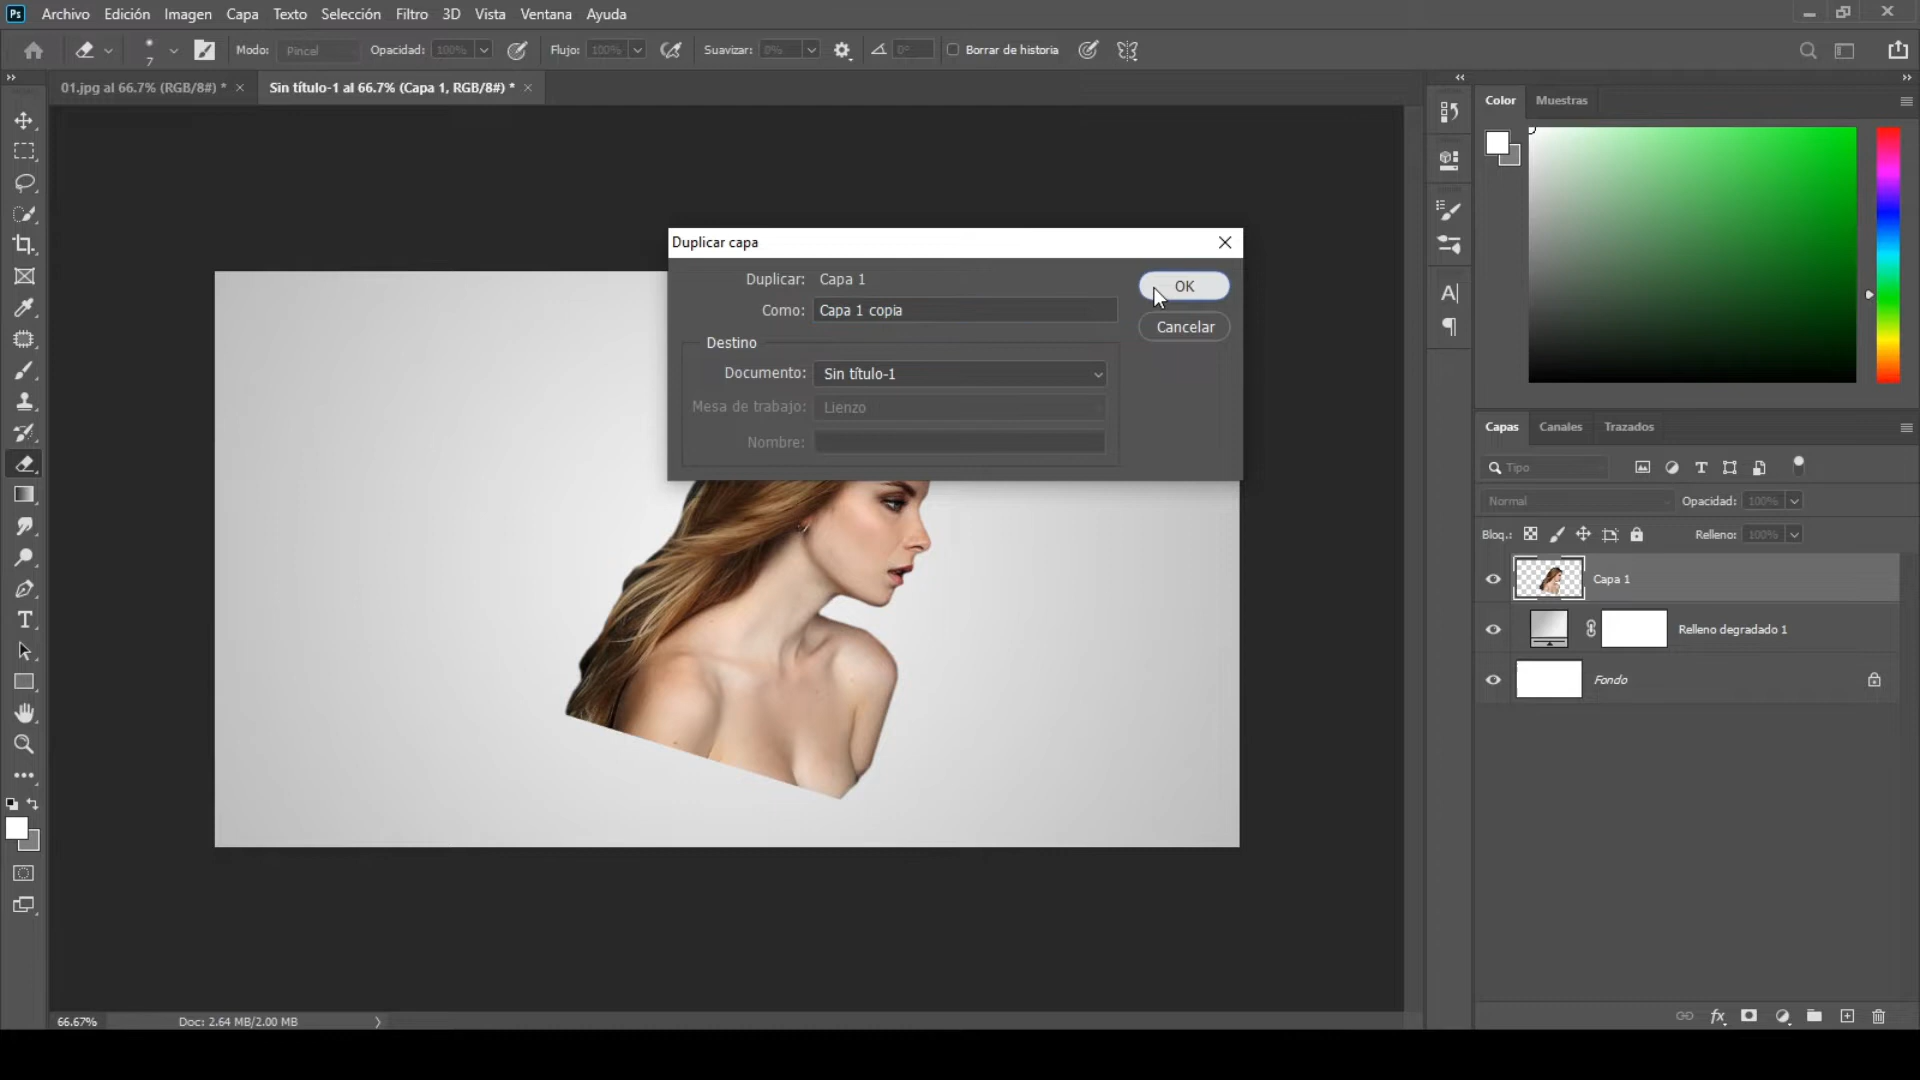 Ps Archivo Edición Imagen Capa Texto Selección Filtro 3D Vista Ventana Ayuda
7 Modo: Pincel Opacidad: 100% Flujo: 100% Suavizar: 0% 0° Borrar de historia
01.jpg al 66.7% (RGB/8#) * × Sin título-1 al 66.7% (Capa 1, RGB/8#) * ×
Color Muestras
Duplicar capa
Duplicar: Capa 1
OK
Como: Capa 1 copia
Cancelar
Destino
Documento: Sin título-1
Mesa de trabajo: Lienzo
Nombre:
Capas Canales Trazados
Tipo
Normal Opacidad: 100%
Bloq.: Relleno: 100%
Capa 1
Relleno degradado 1
Fondo
66.67% Doc: 2.64 MB/2.00 MB